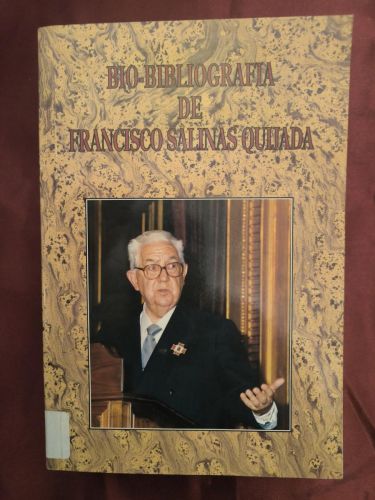 BIO-BIBLIOGRAFIA
DE
FRANCISCO SALINAS QUIJADA